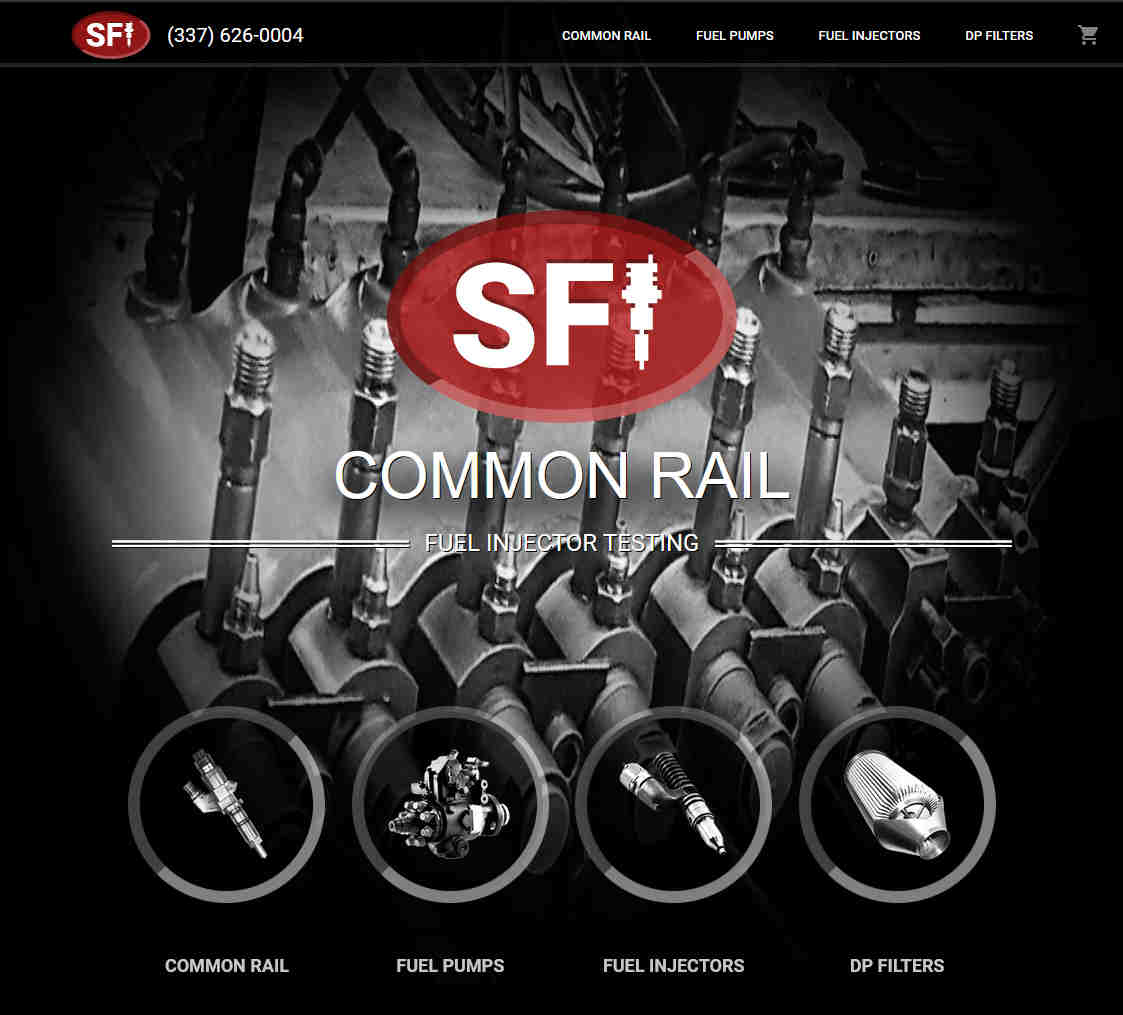 SFI
(337) 626-0004
COMMON RAIL
FUEL PUMPS
FUEL INJECTORS
DP FILTERS
SFI
COMMON RAIL
FUEL INJECTOR TESTING
COMMON RAIL
FUEL PUMPS
FUEL INJECTORS
DP FILTERS